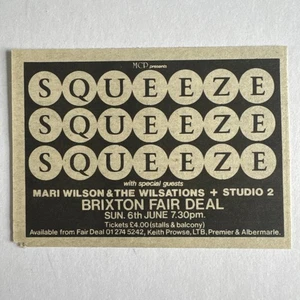 MCP presents
SQUEEZE
SQUEEZE
SQUEEZE
with special guests
MARI WILSON & THE WILSATIONS + STUDIO 2
BRIXTON FAIR DEAL
SUN. 6th JUNE 7.30pm.
Tickets £4.00 (stalls & balcony)
Available from Fair Deal 01 274 5242, Keith Prowse, LTB, Premier & Albermarle.